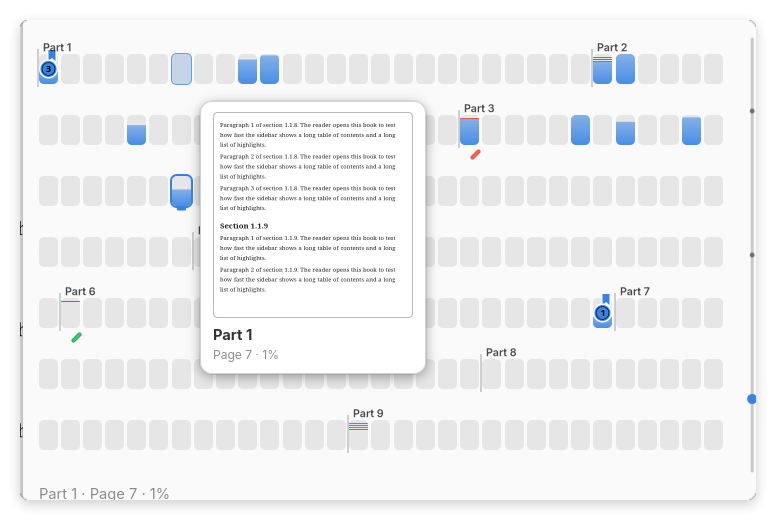 Part 1
Part 2
3
Part 3
Paragraph 1 of section 1.1.8. The reader opens this book to test
how fast the sidebar shows a long table of contents and a long
list of highlights.
Paragraph 2 of section 1.1.8. The reader opens this book to test
how fast the sidebar shows a long table of contents and a long
list of highlights.
Paragraph 3 of section 1.1.8. The reader opens this book to test
how fast the sidebar shows a long table of contents and a long
list of highlights.
Section 1.1.9
Paragraph 1 of section 1.1.9. The reader opens this book to test
how fast the sidebar shows a long table of contents and a long
list of highlights.
Paragraph 2 of section 1.1.9. The reader opens this book to test
how fast the sidebar shows a long table of contents and a long
list of highlights.
Part 1
Page 7 · 1%
Part 6
Part 7
1
Part 8
Part 9
Part 1 · Page 7 · 1%